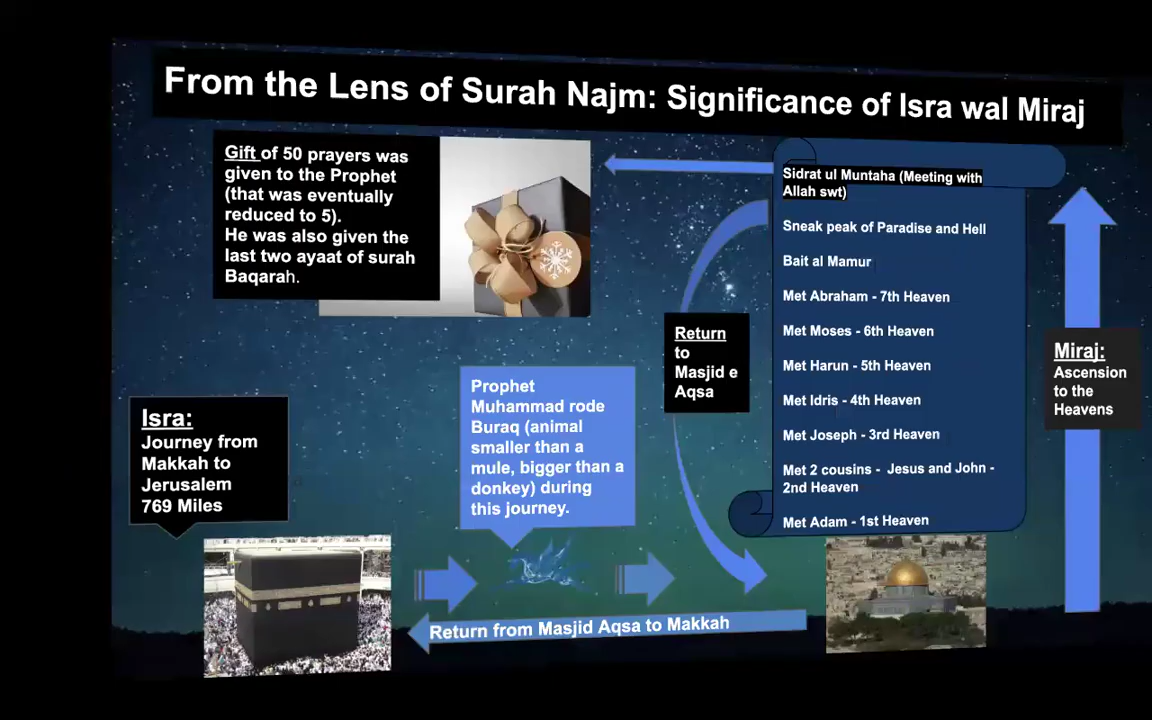 From the Lens of Surah Najm: Significance of Isra wal Miraj
Gift of 50 prayers was
given to the Prophet
(that was eventually
reduced to 5).
He was also given the
last two ayaat of surah
Baqarah.
Sidrat ul Muntaha (Meeting with
Allah swt)
Sneak peak of Paradise and Hell
Bait al Mamur
Met Abraham - 7th Heaven
Met Moses - 6th Heaven
Met Harun - 5th Heaven
Met Idris - 4th Heaven
Met Joseph - 3rd Heaven
Met 2 cousins - Jesus and John -
2nd Heaven
Met Adam - 1st Heaven
Miraj:
Ascension
to the
Heavens
Return
to
Masjid e
Aqsa
Prophet
Muhammad rode
Buraq (animal
smaller than a
mule, bigger than a
donkey) during
this journey.
Isra:
Journey from
Makkah to
Jerusalem
769 Miles
Return from Masjid Aqsa to Makkah